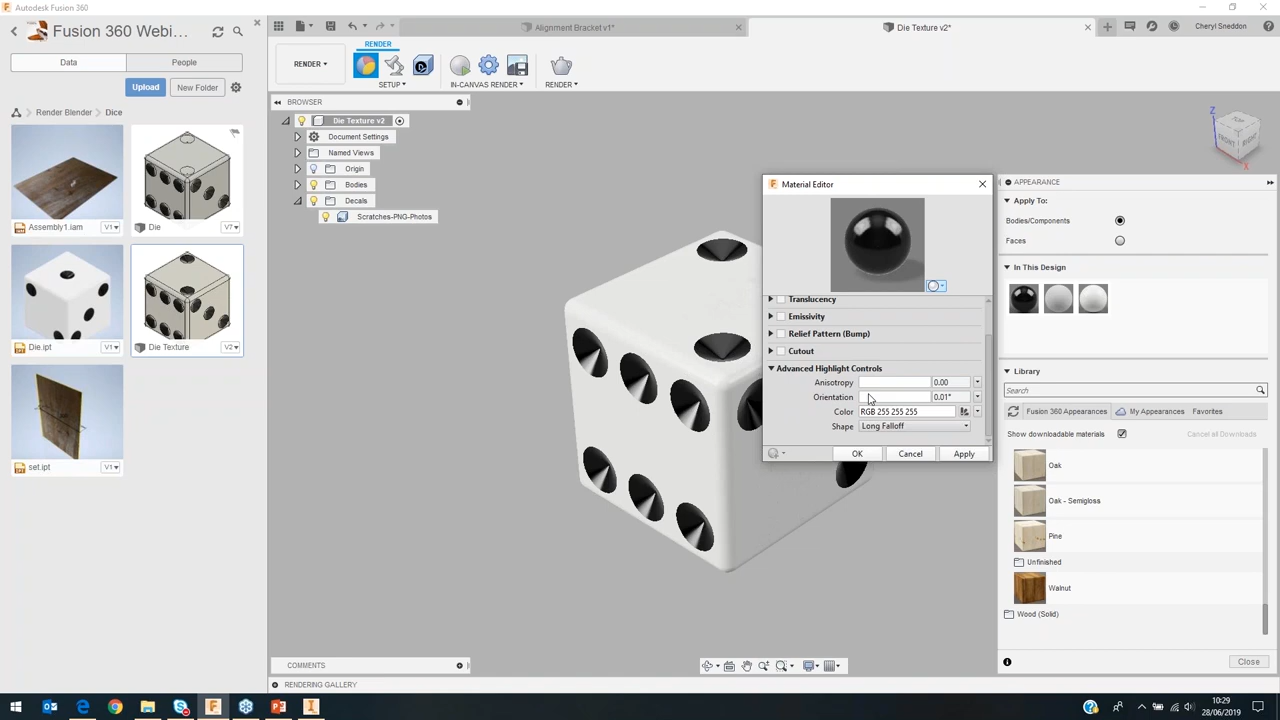 Autodesk Fusion 360
Fusion 360 Webi...
Data
People
Upload
New Folder
Render Blender
Dice
Assembly1.iam
V1
Die
V7
Die.ipt
V1
Die Texture
V2
set.ipt
V1
Alignment Bracket v1*
Die Texture v2*
Cheryl Sneddon
RENDER
RENDER
SETUP
IN-CANVAS RENDER
RENDER
BROWSER
Die Texture v2
Document Settings
Named Views
Origin
Bodies
Decals
Scratches-PNG-Photos
Z
FRONT
RIGHT
X
Material Editor
Translucency
Emissivity
Relief Pattern (Bump)
Cutout
Advanced Highlight Controls
Anisotropy
0.00
Orientation
0.01°
Color
RGB 255 255 255
Shape
Long Falloff
OK
Cancel
Apply
APPEARANCE
Apply To:
Bodies/Components
Faces
In This Design
Library
Search
Fusion 360 Appearances
My Appearances
Favorites
Show downloadable materials
Cancel all Downloads
Oak
Oak - Semigloss
Pine
Unfinished
Walnut
Wood (Solid)
Close
COMMENTS
RENDERING GALLERY
10:29
28/06/2019